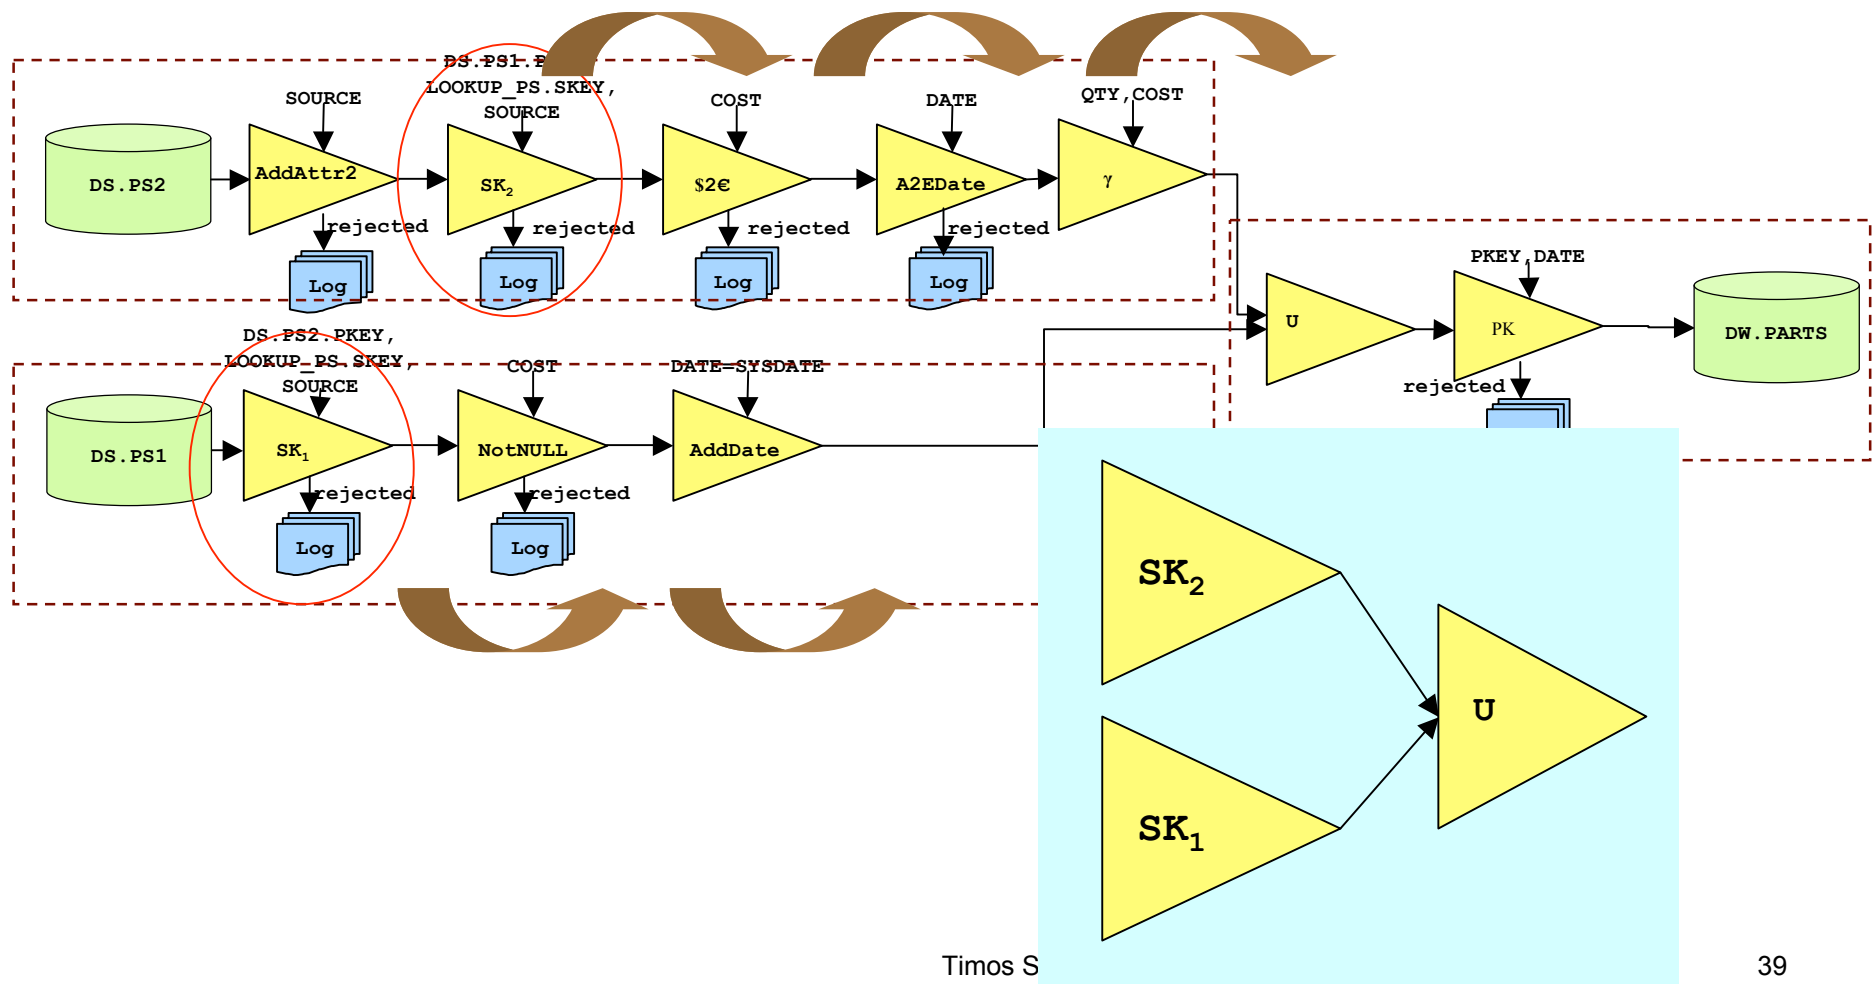 DS.PS1.P
LOOKUP_PS.SKEY,
SOURCE
SOURCE
COST
DATE
QTY,COST
DS.PS2
AddAttr2
SK2
$2€
A2EDate
γ
rejected
rejected
rejected
rejected
Log
Log
Log
Log
PKEY,DATE
U
PK
DW.PARTS
rejected
DS.PS2.PKEY,
LOOKUP_PS.SKEY,
SOURCE
COST
DATE=SYSDATE
DS.PS1
SK1
NotNULL
AddDate
rejected
rejected
Log
Log
SK2
U
SK1
Timos S
39